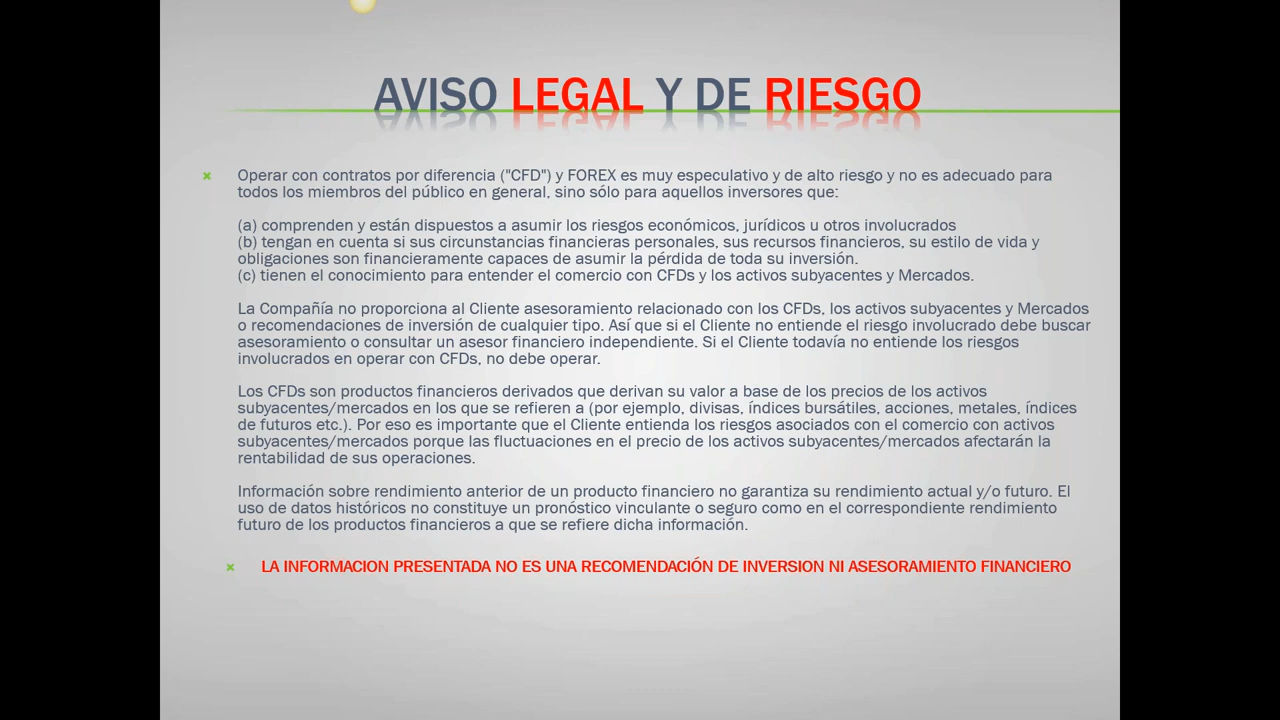 AVISO LEGAL Y DE RIESGO
Operar con contratos por diferencia ("CFD") y FOREX es muy especulativo y de alto riesgo y no es adecuado para
todos los miembros del público en general, sino sólo para aquellos inversores que:
(a) comprenden y están dispuestos a asumir los riesgos económicos, jurídicos u otros involucrados
(b) tengan en cuenta si sus circunstancias financieras personales, sus recursos financieros, su estilo de vida y
obligaciones son financieramente capaces de asumir la pérdida de toda su inversión.
(c) tienen el conocimiento para entender el comercio con CFDs y los activos subyacentes y Mercados.
La Compañía no proporciona al Cliente asesoramiento relacionado con los CFDs, los activos subyacentes y Mercados
o recomendaciones de inversión de cualquier tipo. Así que si el Cliente no entiende el riesgo involucrado debe buscar
asesoramiento o consultar un asesor financiero independiente. Si el Cliente todavía no entiende los riesgos
involucrados en operar con CFDs, no debe operar.
Los CFDs son productos financieros derivados que derivan su valor a base de los precios de los activos
subyacentes/mercados en los que se refieren a (por ejemplo, divisas, índices bursátiles, acciones, metales, índices
de futuros etc.). Por eso es importante que el Cliente entienda los riesgos asociados con el comercio con activos
subyacentes/mercados porque las fluctuaciones en el precio de los activos subyacentes/mercados afectarán la
rentabilidad de sus operaciones.
Información sobre rendimiento anterior de un producto financiero no garantiza su rendimiento actual y/o futuro. El
uso de datos históricos no constituye un pronóstico vinculante o seguro como en el correspondiente rendimiento
futuro de los productos financieros a que se refiere dicha información.
LA INFORMACION PRESENTADA NO ES UNA RECOMENDACIÓN DE INVERSION NI ASESORAMIENTO FINANCIERO